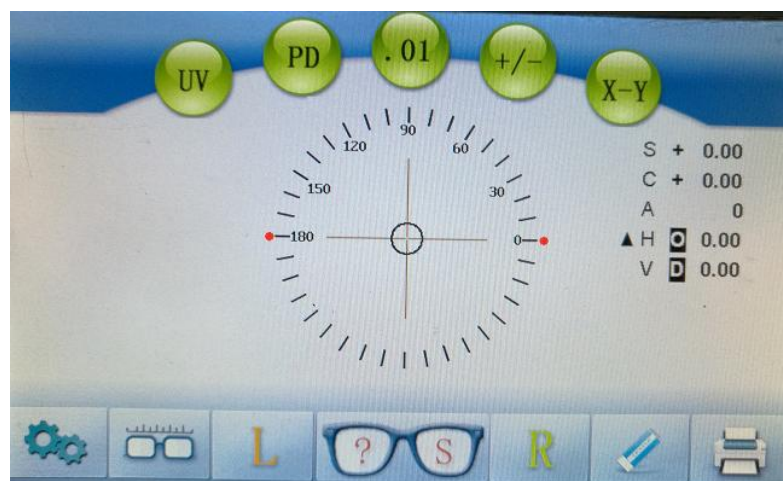 UV PD .01 +/- X-Y
90
120 60
150 30
180 0
S + 0.00
C + 0.00
A 0
▲ H O 0.00
V D 0.00
L ? S R